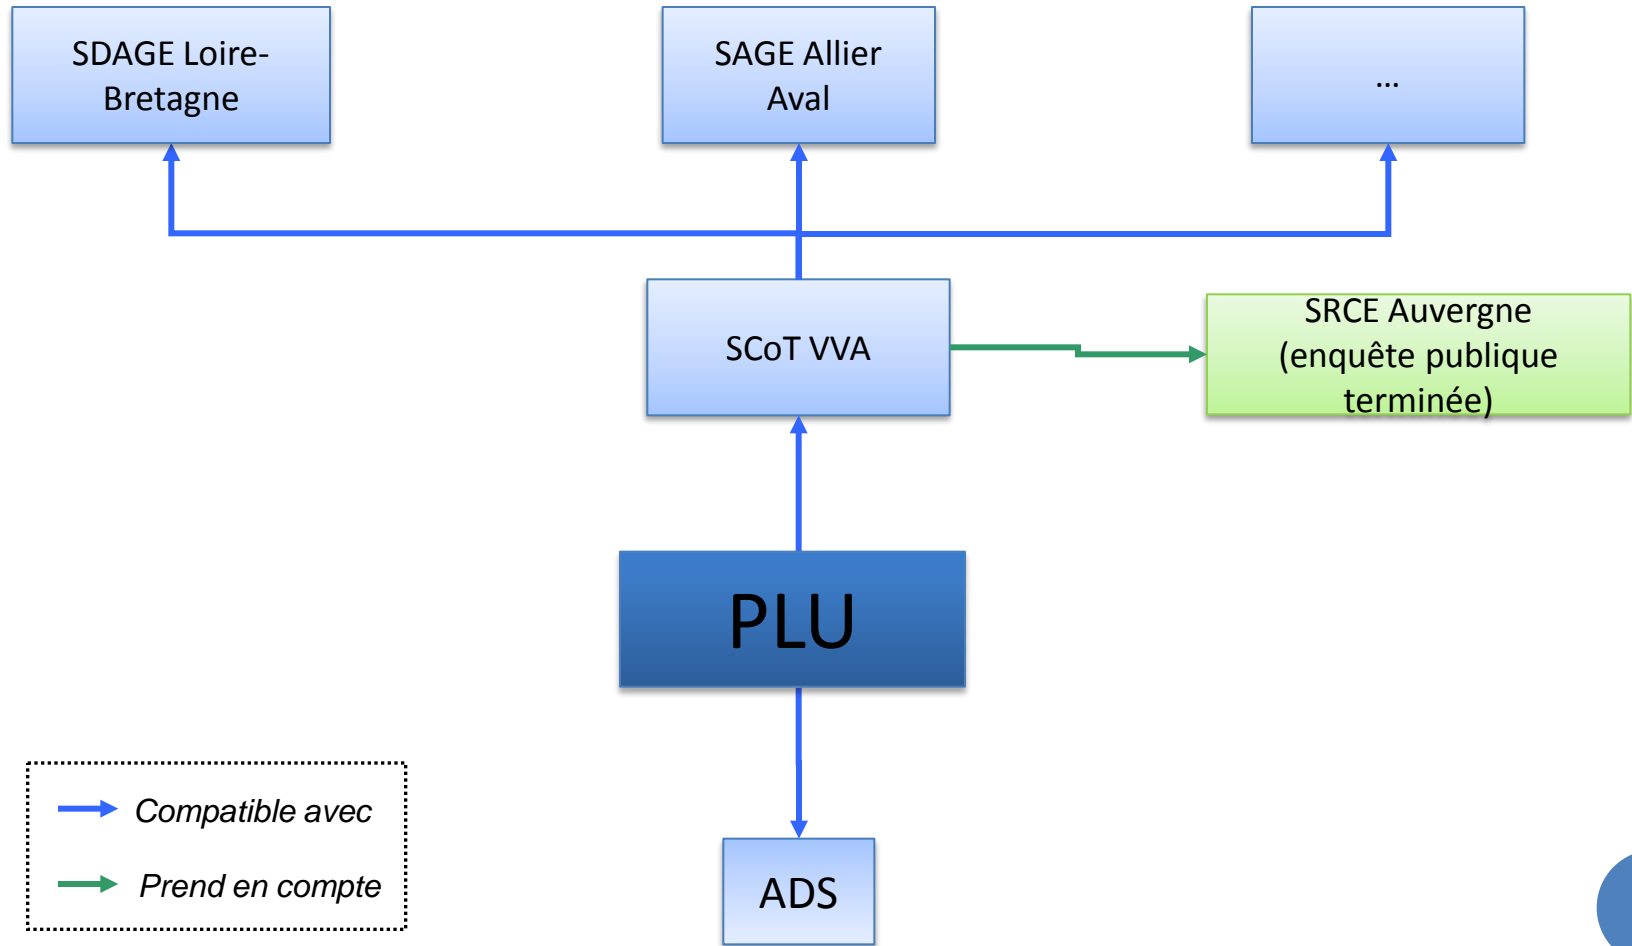 SDAGE Loire-
Bretagne
SAGE Allier
Aval
...
SCoT VVA
SRCE Auvergne
(enquête publique
terminée)
PLU
Compatible avec
Prend en compte
ADS